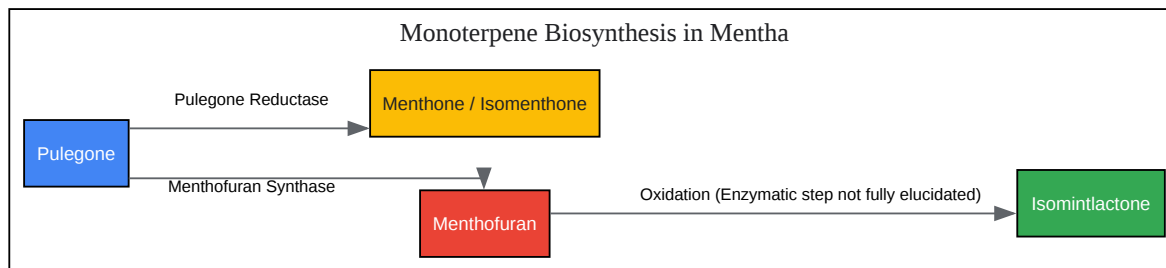 Monoterpene Biosynthesis in Mentha
Pulegone Reductase
Menthone / Isomenthone
Pulegone
Menthofuran Synthase
Menthofuran
Oxidation (Enzymatic step not fully elucidated)
Isomintlactone